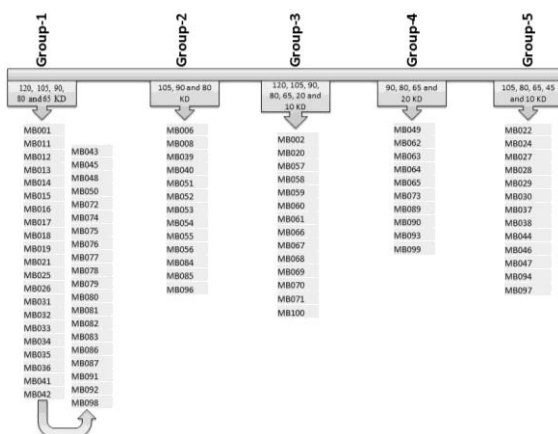 Group-1
Group-2
Group-3
Group-4
Group-5
120, 105, 90,
80 and 65 KD
105, 90 and 80
KD
120, 105, 90,
80, 65, 20 and
10 KD
90, 80, 65 and
20 KD
105, 80, 65, 45
and 10 KD
MB001
MB011
MB012
MB013
MB014
MB015
MB016
MB017
MB018
MB019
MB021
MB025
MB026
MB031
MB032
MB033
MB034
MB035
MB036
MB041
MB042
MB043
MB045
MB048
MB050
MB072
MB074
MB075
MB076
MB077
MB078
MB079
MB080
MB081
MB082
MB083
MB086
MB087
MB091
MB092
MB098
MB006
MB008
MB039
MB040
MB051
MB052
MB053
MB054
MB055
MB056
MB084
MB085
MB096
MB002
MB020
MB057
MB058
MB059
MB060
MB061
MB066
MB067
MB068
MB069
MB070
MB071
MB100
MB049
MB062
MB063
MB064
MB065
MB073
MB089
MB090
MB093
MB099
MB022
MB024
MB027
MB028
MB029
MB030
MB037
MB038
MB044
MB046
MB047
MB094
MB097